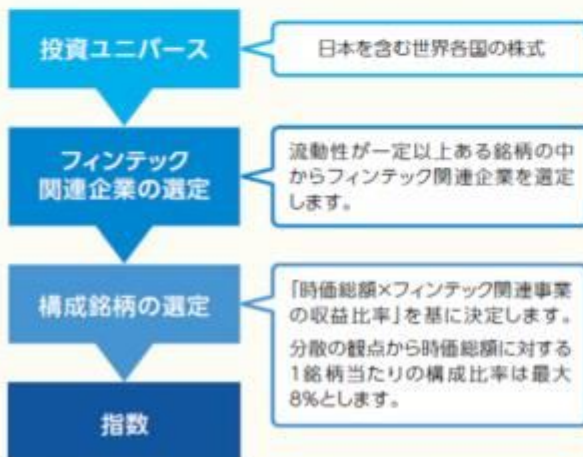 投資ユニバース
日本を含む世界各国の株式
フィンテック
関連企業の選定
流動性が一定以上ある銘柄の中
からフィンテック関連企業を選定
します。
構成銘柄の選定
「時価総額×フィンテック関連事業
の収益比率」を基に決定します。
分散の観点から時価総額に対する
1銘柄当たりの構成比率は最大
8%とします。
指数